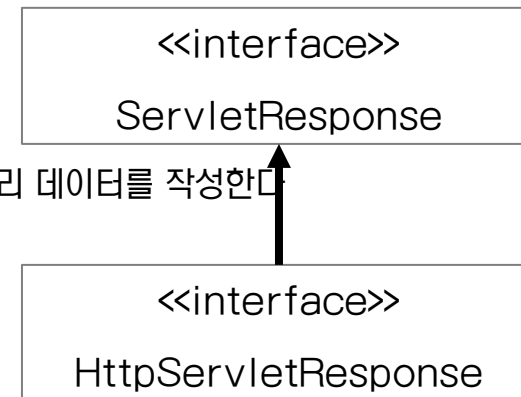 <<interface>>
ServletResponse
리 데이터를 작성한다
<<interface>>
HttpServletResponse